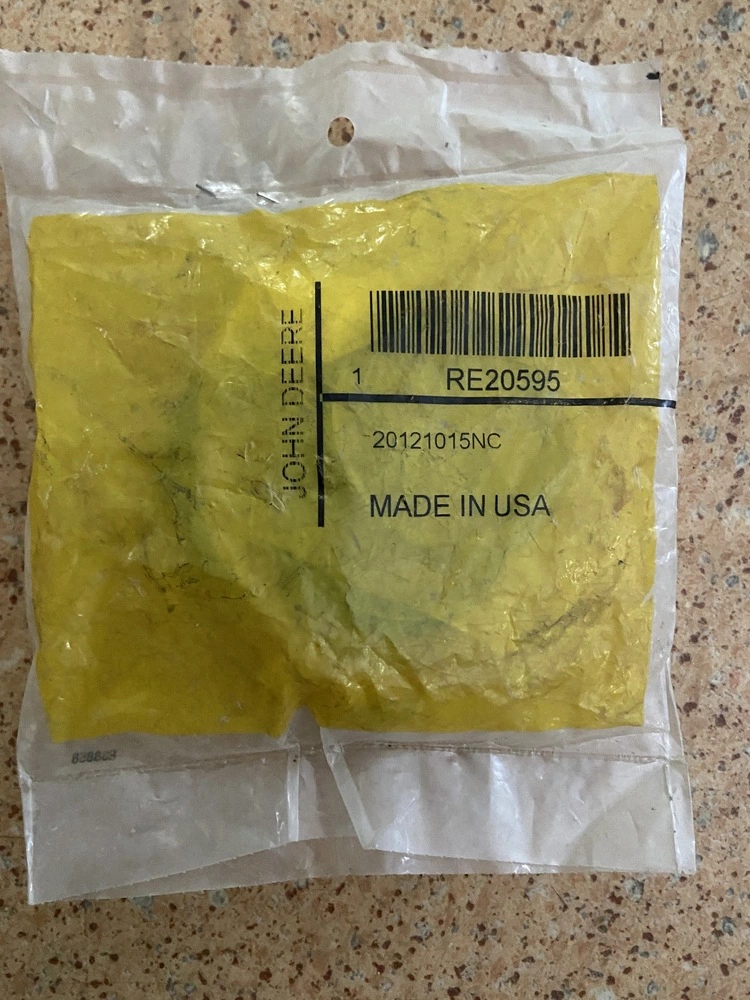 JOHN DEERE
1 RE20595
20121015NC
MADE IN USA